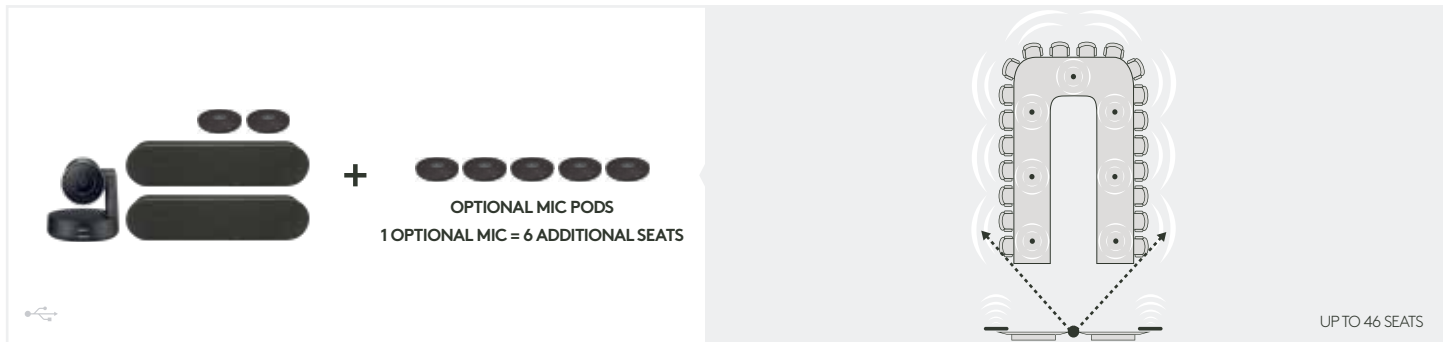 +
OPTIONAL MIC PODS
1 OPTIONAL MIC = 6 ADDITIONAL SEATS
UP TO 46 SEATS